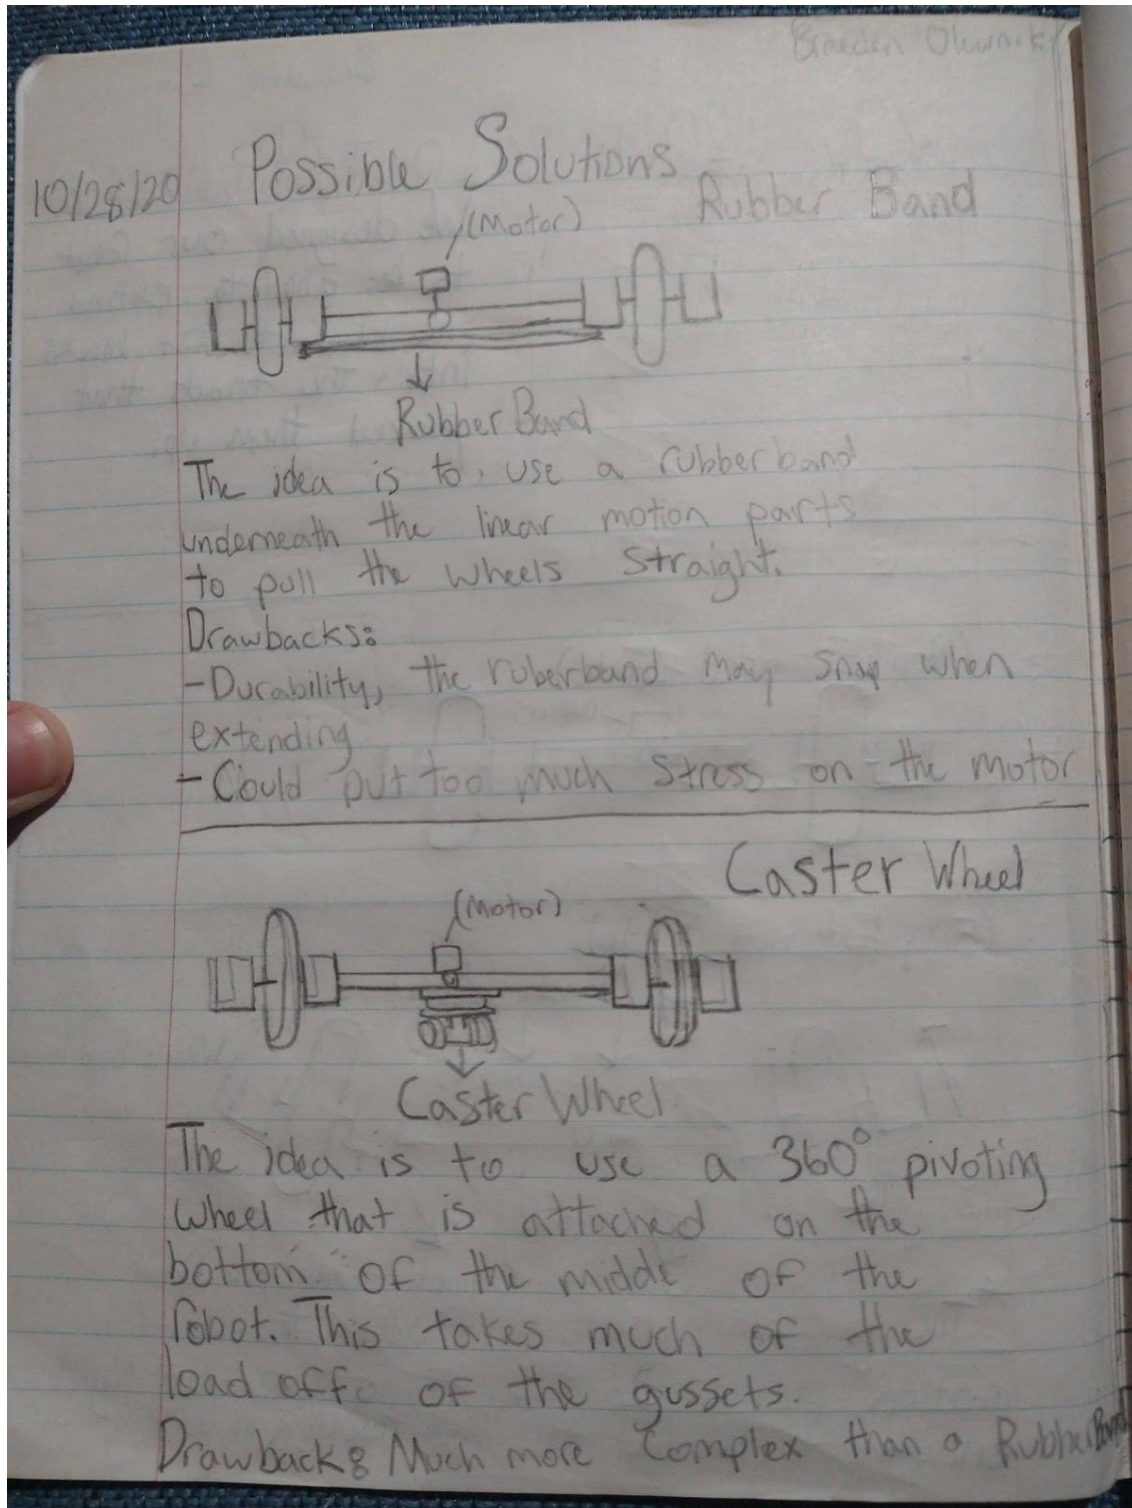 Braeden
10/28/20
Possible Solutions
Rubber Band
(Motor)
Rubber Band
The idea is to use a rubberband
underneath the linear motion parts
to pull the wheels straight.
Drawbacks:
-Durability, the ruberband may snap when
extending
- Could put too much stress on the motor
Caster Wheel
(Motor)
Caster Wheel
The idea is to use a 360° pivoting
wheel that is attached on the
bottom of the middle of the
robot. This takes much of the
load off of the gussets.
Drawback: Much more complex than a Rubber Band